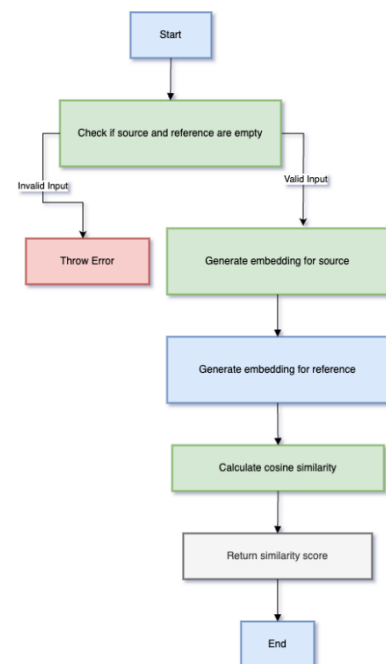 Start
Check if source and reference are empty
Invalid Input
Valid Input
Throw Error
Generate embedding for source
Generate embedding for reference
Calculate cosine similarity
Return similarity score
End